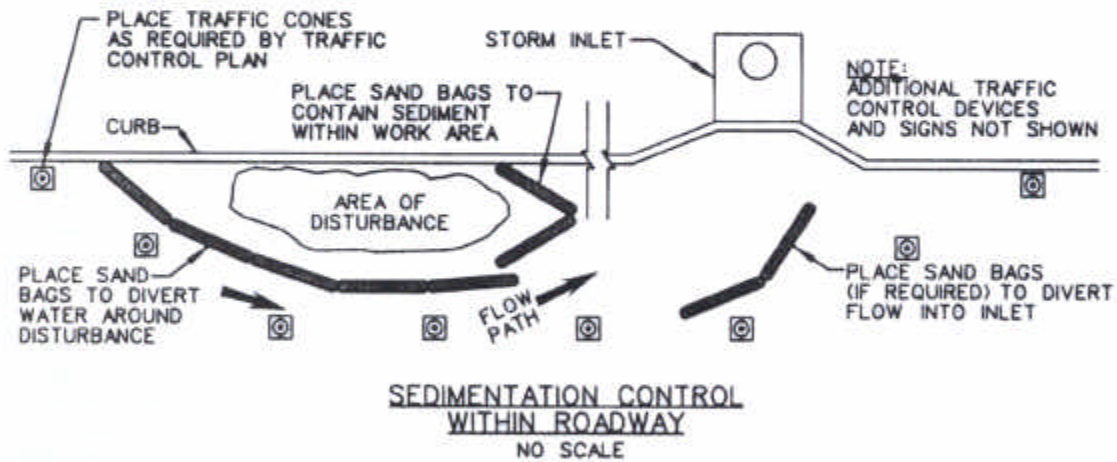 PLACE TRAFFIC CONES
AS REQUIRED BY TRAFFIC
CONTROL PLAN
STORM INLET
NOTE:
ADDITIONAL TRAFFIC
CONTROL DEVICES
AND SIGNS NOT SHOWN
PLACE SAND BAGS TO
CONTAIN SEDIMENT
WITHIN WORK AREA
CURB
AREA OF
DISTURBANCE
PLACE SAND
BAGS TO DIVERT
WATER AROUND
DISTURBANCE
FLOW
PATH
PLACE SAND BAGS
(IF REQUIRED) TO DIVERT
FLOW INTO INLET
SEDIMENTATION CONTROL
WITHIN ROADWAY
NO SCALE